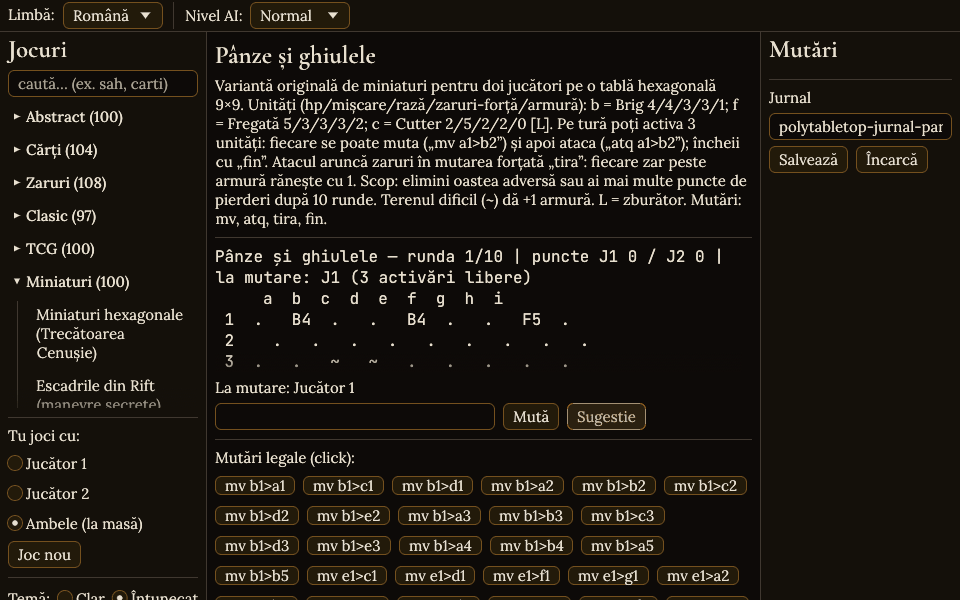 Limbă: Română ▼ Nivel AI: Normal ▼
Jocuri
caută... (ex. sah, carti)
▸ Abstract (100)
▸ Cărți (104)
▸ Zaruri (108)
▸ Clasic (97)
▸ TCG (100)
▾ Miniaturi (100)
Miniaturi hexagonale
(Trecătoarea
Cenușie)
Escadrile din Rift
(manevre secrete)
Tu joci cu:
Jucător 1
Jucător 2
Ambele (la masă)
Joc nou
Temă: Clar Întunecat
Pânze și ghiulele
Variantă originală de miniaturi pentru doi jucători pe o tablă hexagonală
9×9. Unități (hp/mișcare/rază/zaruri-forță/armură): b = Brig 4/4/3/3/1; f
= Fregată 5/3/3/3/2; c = Cutter 2/5/2/2/0 [L]. Pe tură poți activa 3
unități: fiecare se poate muta („mv a1>b2”) și apoi ataca („atq a1>b2”); închei
cu „fin”. Atacul aruncă zaruri în mutarea forțată „tira”: fiecare zar peste
armură rănește cu 1. Scop: elimini oastea adversă sau ai mai multe puncte de
pierderi după 10 runde. Terenul dificil (~) dă +1 armură. L = zburător. Mutări:
mv, atq, tira, fin.
Pânze și ghiulele — runda 1/10 | puncte J1 0 / J2 0 |
la mutare: J1 (3 activări libere)
a b c d e f g h i
1 . B4 . . B4 . . F5 .
2 . . . . . . . . .
3 . . ~ ~ . . . . .
La mutare: Jucător 1
Mută Sugestie
Mutări legale (click):
mv b1>a1 mv b1>c1 mv b1>d1 mv b1>a2 mv b1>b2 mv b1>c2
mv b1>d2 mv b1>e2 mv b1>a3 mv b1>b3 mv b1>c3
mv b1>d3 mv b1>e3 mv b1>a4 mv b1>b4 mv b1>a5
mv b1>b5 mv e1>c1 mv e1>d1 mv e1>f1 mv e1>g1 mv e1>a2
Mutări
Jurnal
polytabletop-jurnal-par
Salvează Încarcă